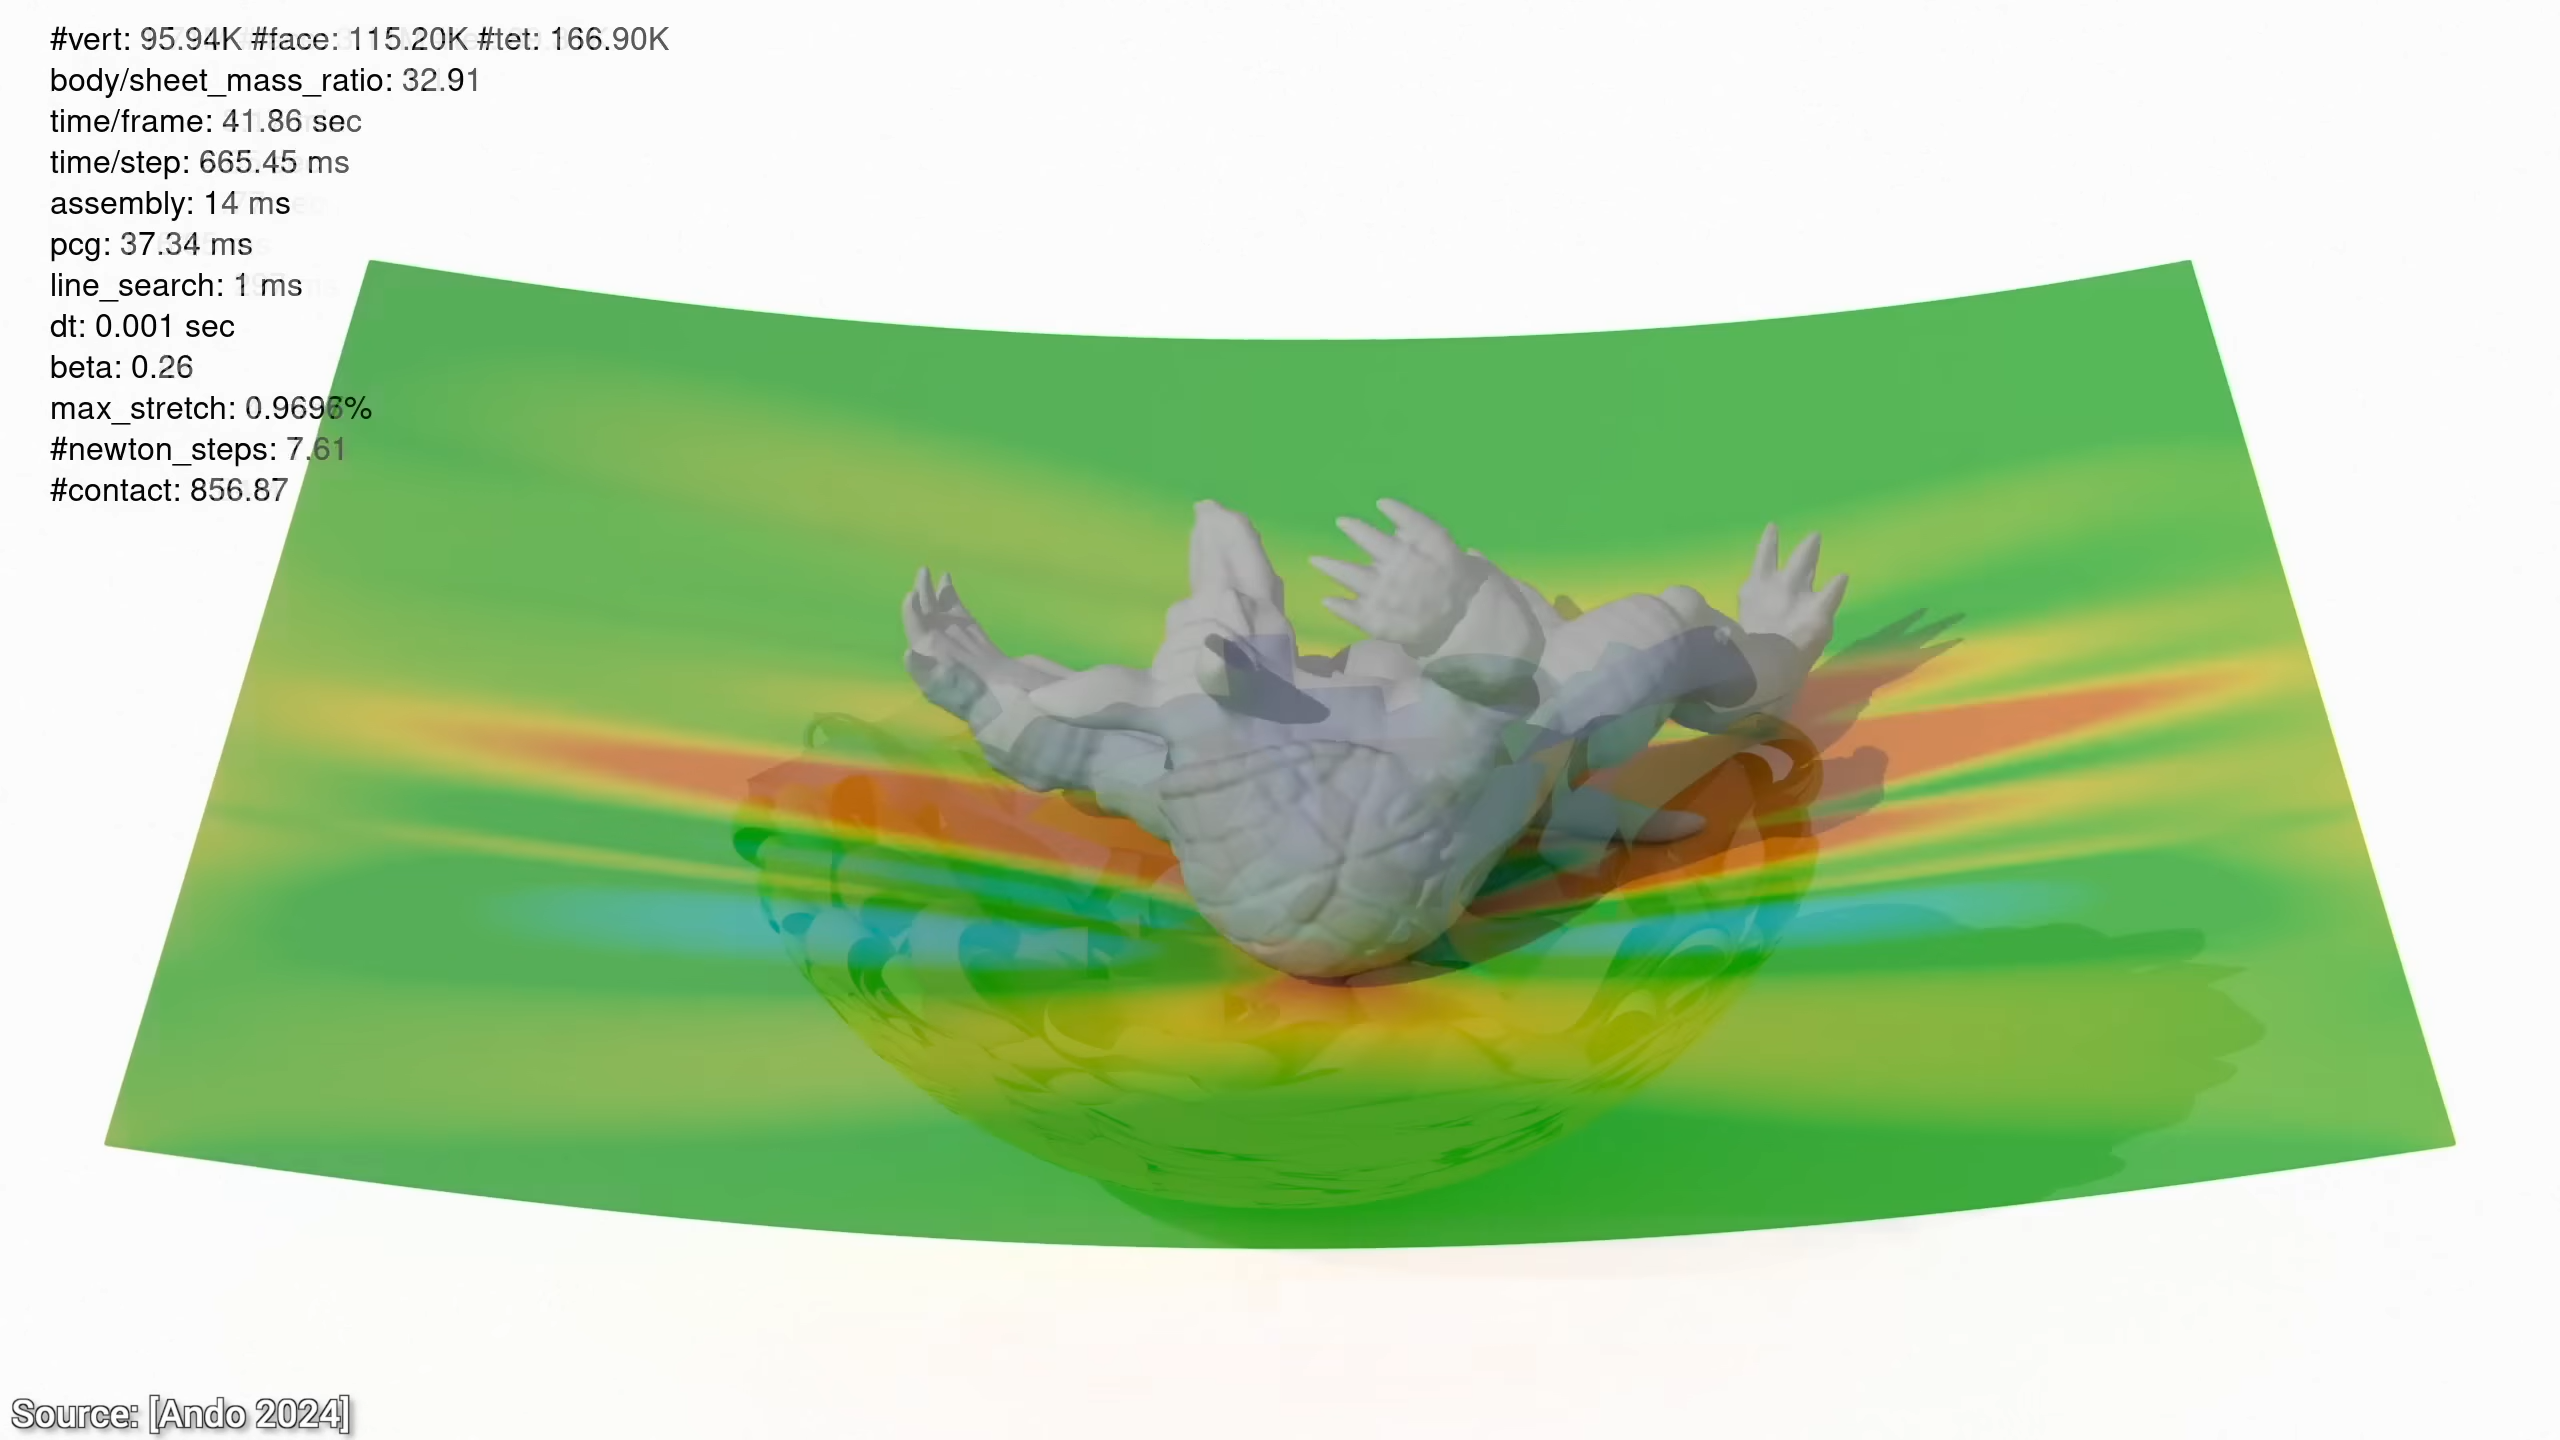 #vert: 95.94K #face: 115.20K #tet: 166.90K
body/sheet_mass_ratio: 32.91
time/frame: 41.86 sec
time/step: 665.45 ms
assembly: 14 ms
pcg: 37.34 ms
line_search: 1 ms
dt: 0.001 sec
beta: 0.26
max_stretch: 0.9696%
#newton_steps: 7.61
#contact: 856.87
Source: [Ando 2024]